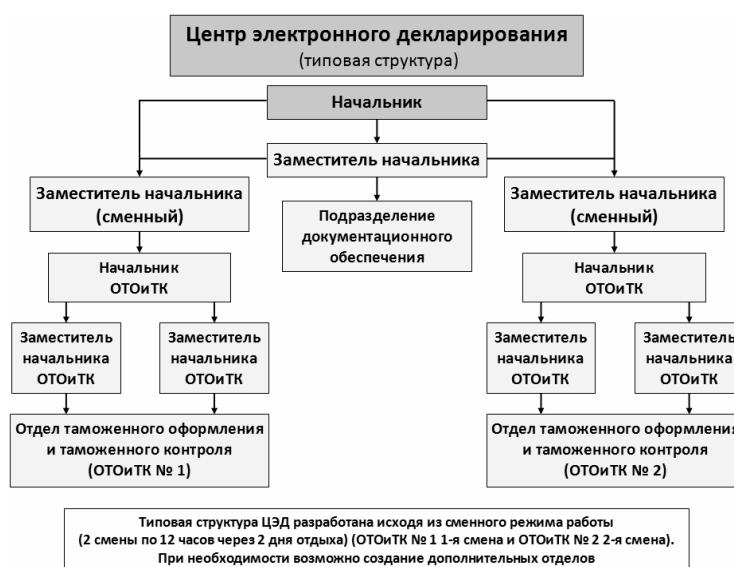 Центр электронного декларирования
(типовая структура)
Начальник
Заместитель начальника
Заместитель начальника
(сменный)
Подразделение
документационного
обеспечения
Заместитель начальника
(сменный)
Начальник
ОТОиТК
Начальник
ОТОиТК
Заместитель
начальника
ОТОиТК
Заместитель
начальника
ОТОиТК
Заместитель
начальника
ОТОиТК
Заместитель
начальника
ОТОиТК
Отдел таможенного оформления
и таможенного контроля
(ОТОиТК № 1)
Отдел таможенного оформления
и таможенного контроля
(ОТОиТК № 2)
Типовая структура ЦЭД разработана исходя из сменного режима работы
(2 смены по 12 часов через 2 дня отдыха) (ОТОиТК № 1 1-я смена и ОТОиТК № 2 2-я смена).
При необходимости возможно создание дополнительных отделов